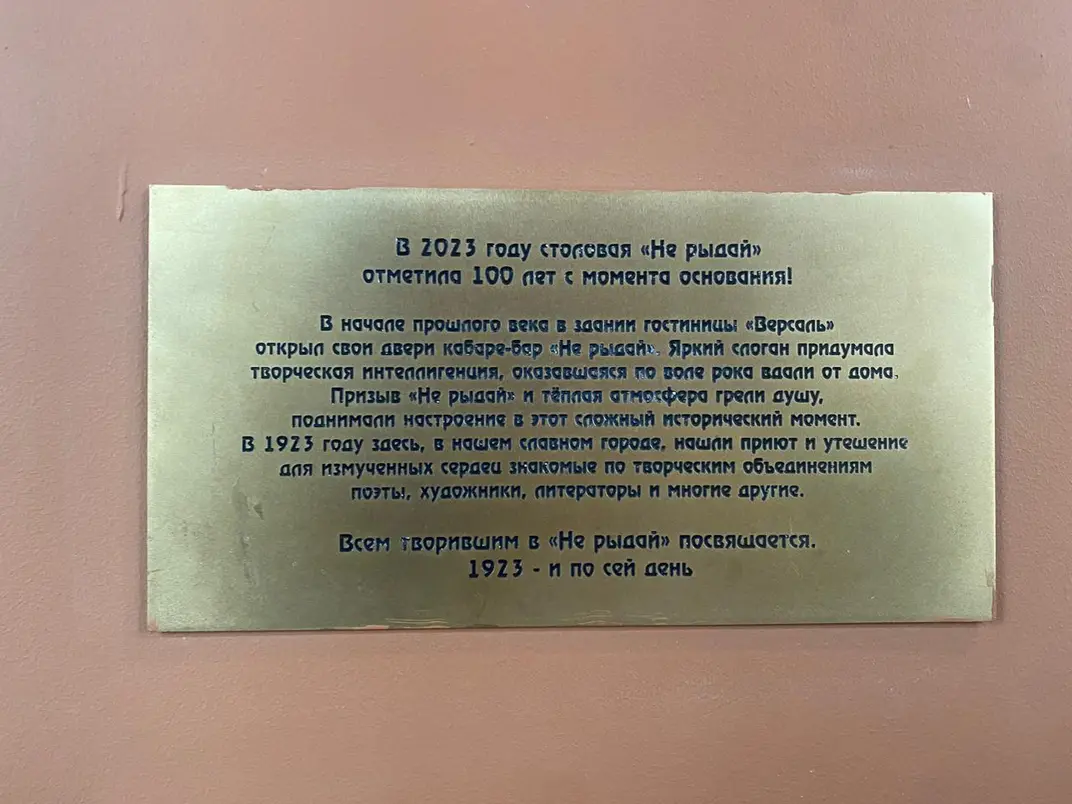 В 2023 году столовая «Не рыдай»
отметила 100 лет с момента основания!
В начале прошлого века в здании гостиницы «Версаль»
открыл свои двери кабаре-бар «Не рыдай». Яркий слоган придумала
творческая интеллигенция, оказавшаяся по воле рока вдали от дома.
Призыв «Не рыдай» и тёплая атмосфера грели душу,
поднимали настроение в этот сложный исторический момент.
В 1923 году здесь, в нашем славном городе, нашли приют и утешение
для измученных сердец знакомые по творческим объединениям
поэты, художники, литераторы и многие другие.
Всем творившим в «Не рыдай» посвящается.
1923 - и по сей день